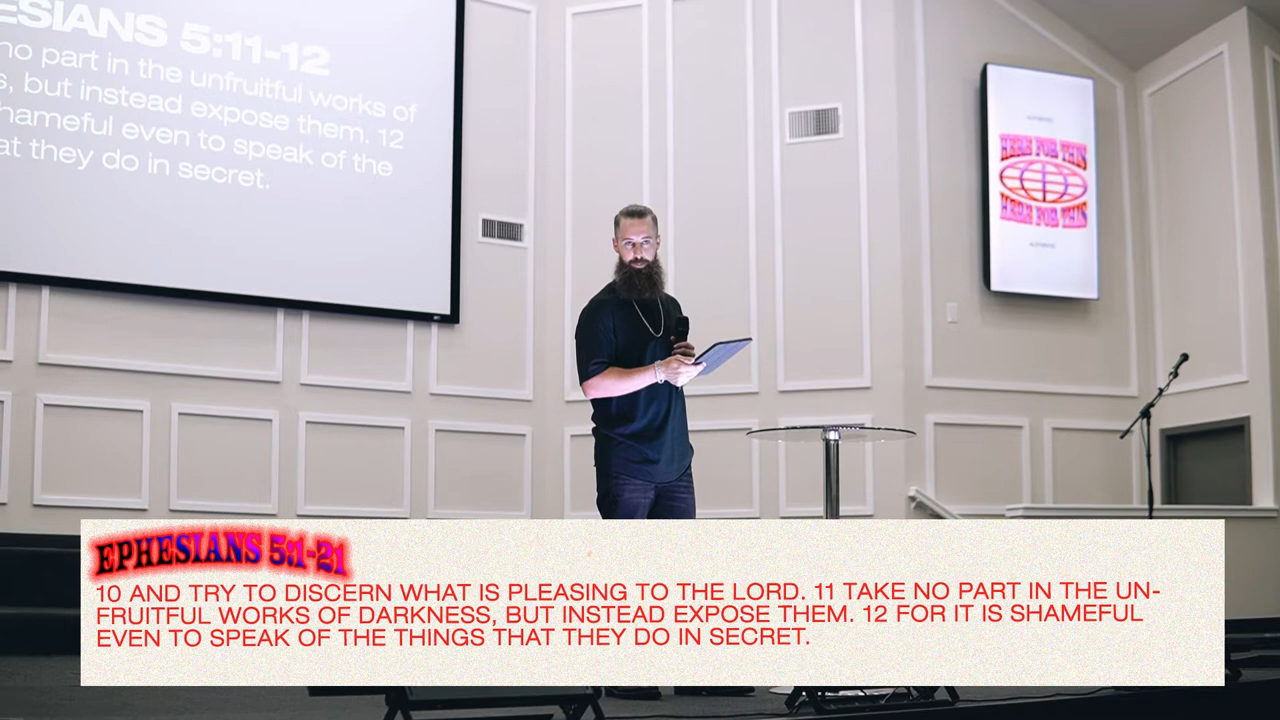 ESIANS 5:11-12
no part in the unfruitful works of
s, but instead expose them. 12
hameful even to speak of the
at they do in secret.
HERE FOR THIS
HERE FOR THIS
EPHESIANS 5:1-21
10 AND TRY TO DISCERN WHAT IS PLEASING TO THE LORD. 11 TAKE NO PART IN THE UN-
FRUITFUL WORKS OF DARKNESS, BUT INSTEAD EXPOSE THEM. 12 FOR IT IS SHAMEFUL
EVEN TO SPEAK OF THE THINGS THAT THEY DO IN SECRET.